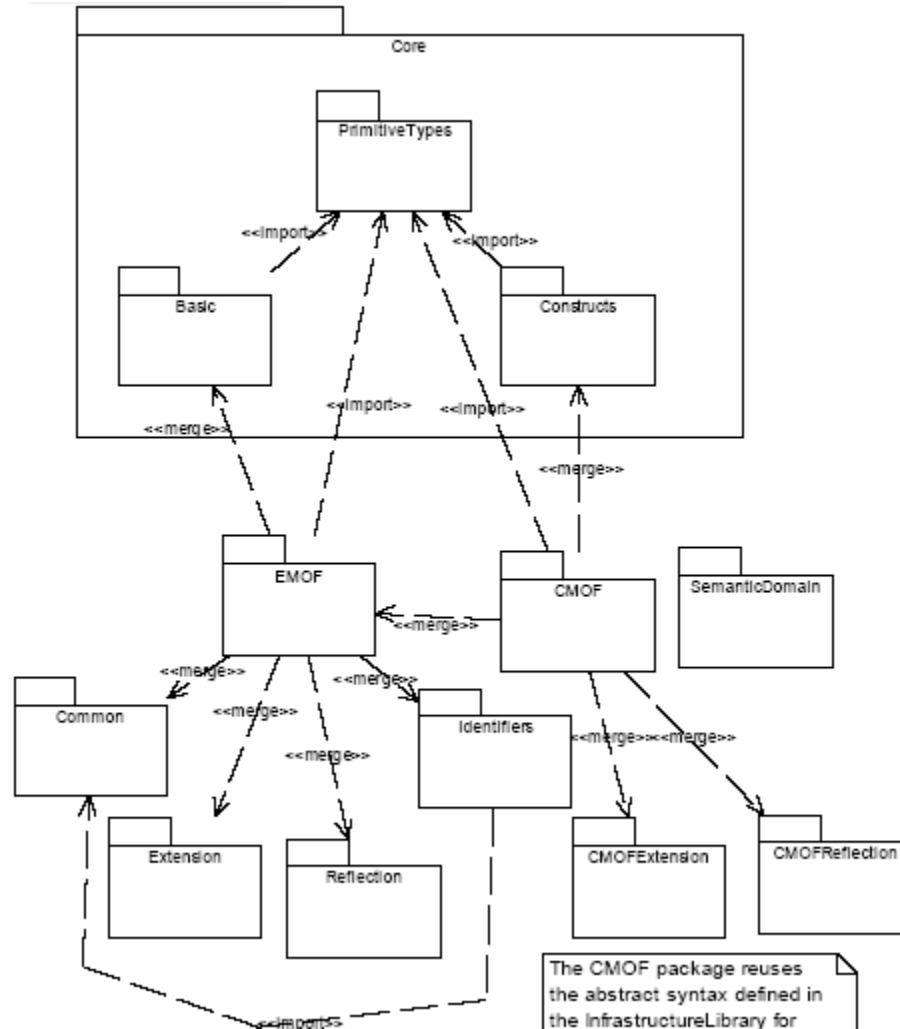 Core
PrimitiveTypes
<<import>>
<<import>>
Basic
Constructs
<<import>>
<<import>>
<<merge>>
<<merge>>
EMOF
CMOF
SemanticDomain
<<merge>>
<<merge>>
<<merge>>
<<merge>>
Common
Identifiers
<<merge>>
<<merge>>
<<merge>>
Extension
Reflection
CMOFExtension
CMOFReflection
The CMOF package reuses
the abstract syntax defined in
the InfrastructureLibrary for
<<import>>